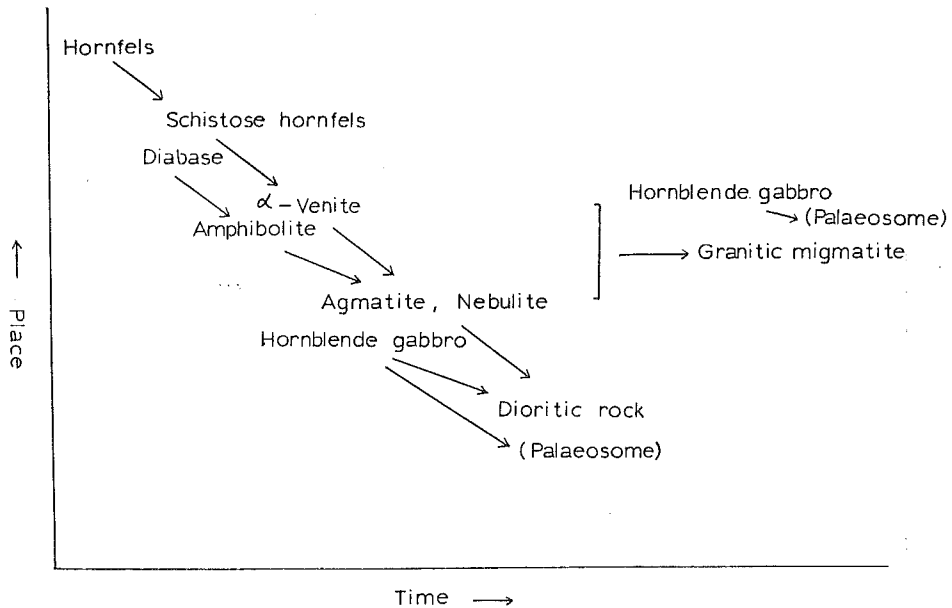 Hornfels
Schistose hornfels
Diabase
α-Venite
Amphibolite
Hornblende gabbro
(Palaeosome)
Granitic migmatite
...
Agmatite, Nebulite
Hornblende gabbro
Dioritic rock
(Palaeosome)
Place
Time